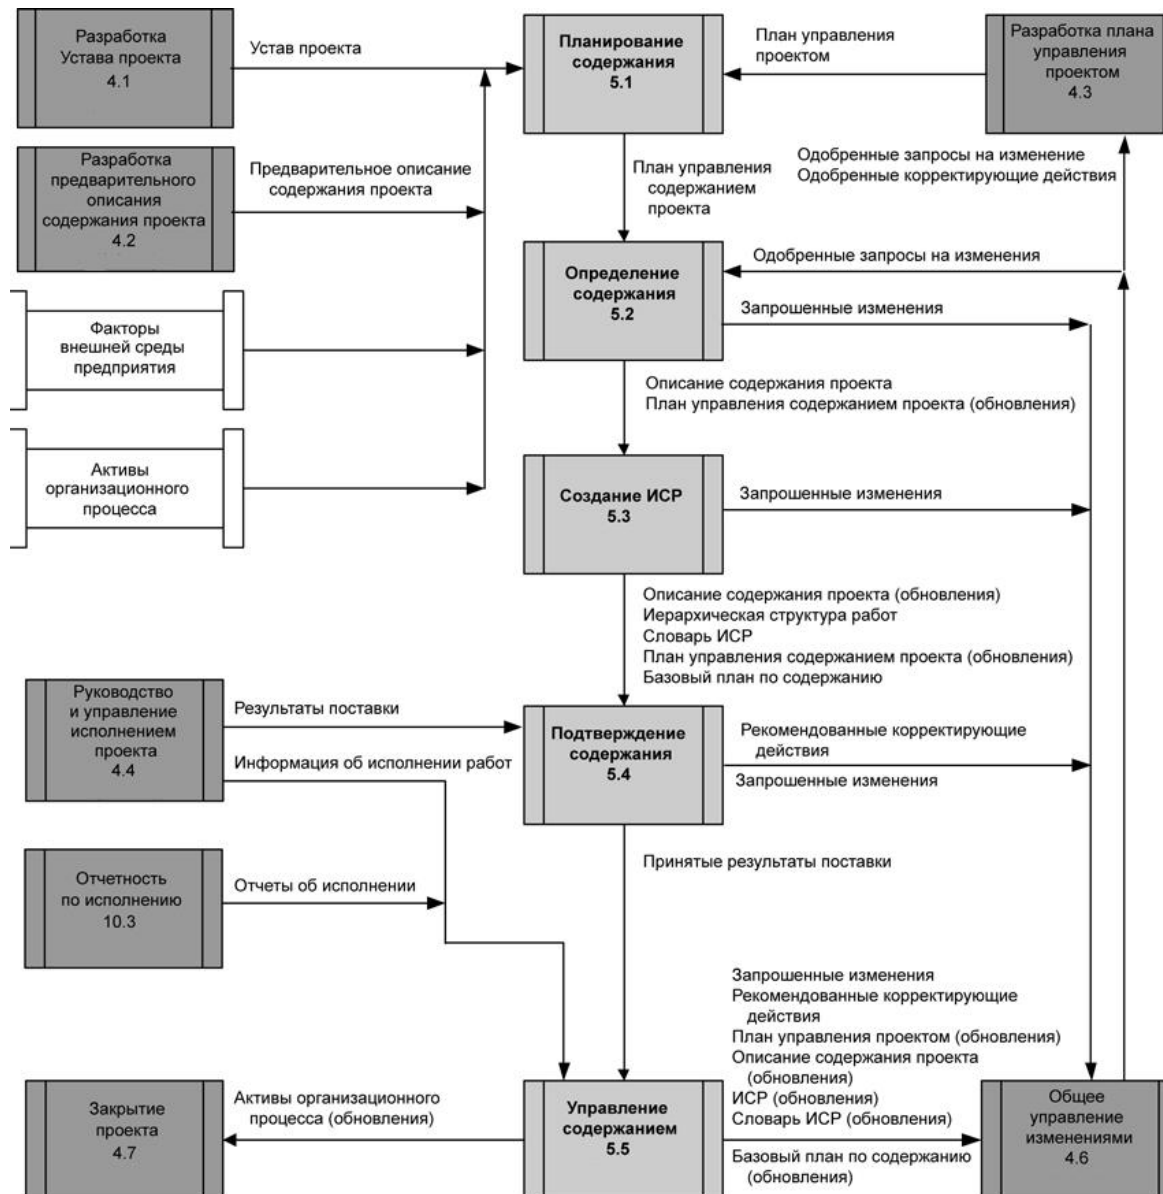 Разработка
Устава проекта
4.1
Устав проекта
Планирование
содержания
5.1
План управления
проектом
Разработка плана
управления
проектом
4.3
Разработка
предварительного
описания
содержания проекта
4.2
Предварительное описание
содержания проекта
План управления
содержанием
проекта
Одобренные запросы на изменение
Одобренные корректирующие действия
Определение
содержания
5.2
Одобренные запросы на изменения
Запрошенные изменения
Факторы
внешней среды
предприятия
Описание содержания проекта
План управления содержанием проекта (обновления)
Активы
организационного
процесса
Создание ИСР
5.3
Запрошенные изменения
Описание содержания проекта (обновления)
Иерархическая структура работ
Словарь ИСР
План управления содержанием проекта (обновления)
Базовый план по содержанию
Руководство
и управление
исполнением
проекта
4.4
Результаты поставки
Информация об исполнении работ
Подтверждение
содержания
5.4
Рекомендованные корректирующие
действия
Запрошенные изменения
Принятые результаты поставки
Отчетность
по исполнению
10.3
Отчеты об исполнении
Запрошенные изменения
Рекомендованные корректирующие
действия
План управления проектом (обновления)
Описание содержания проекта
(обновления)
ИСР (обновления)
Словарь ИСР (обновления)
Базовый план по содержанию
(обновления)
Закрытие
проекта
4.7
Активы организационного
процесса (обновления)
Управление
содержанием
5.5
Общее
управление
изменениями
4.6